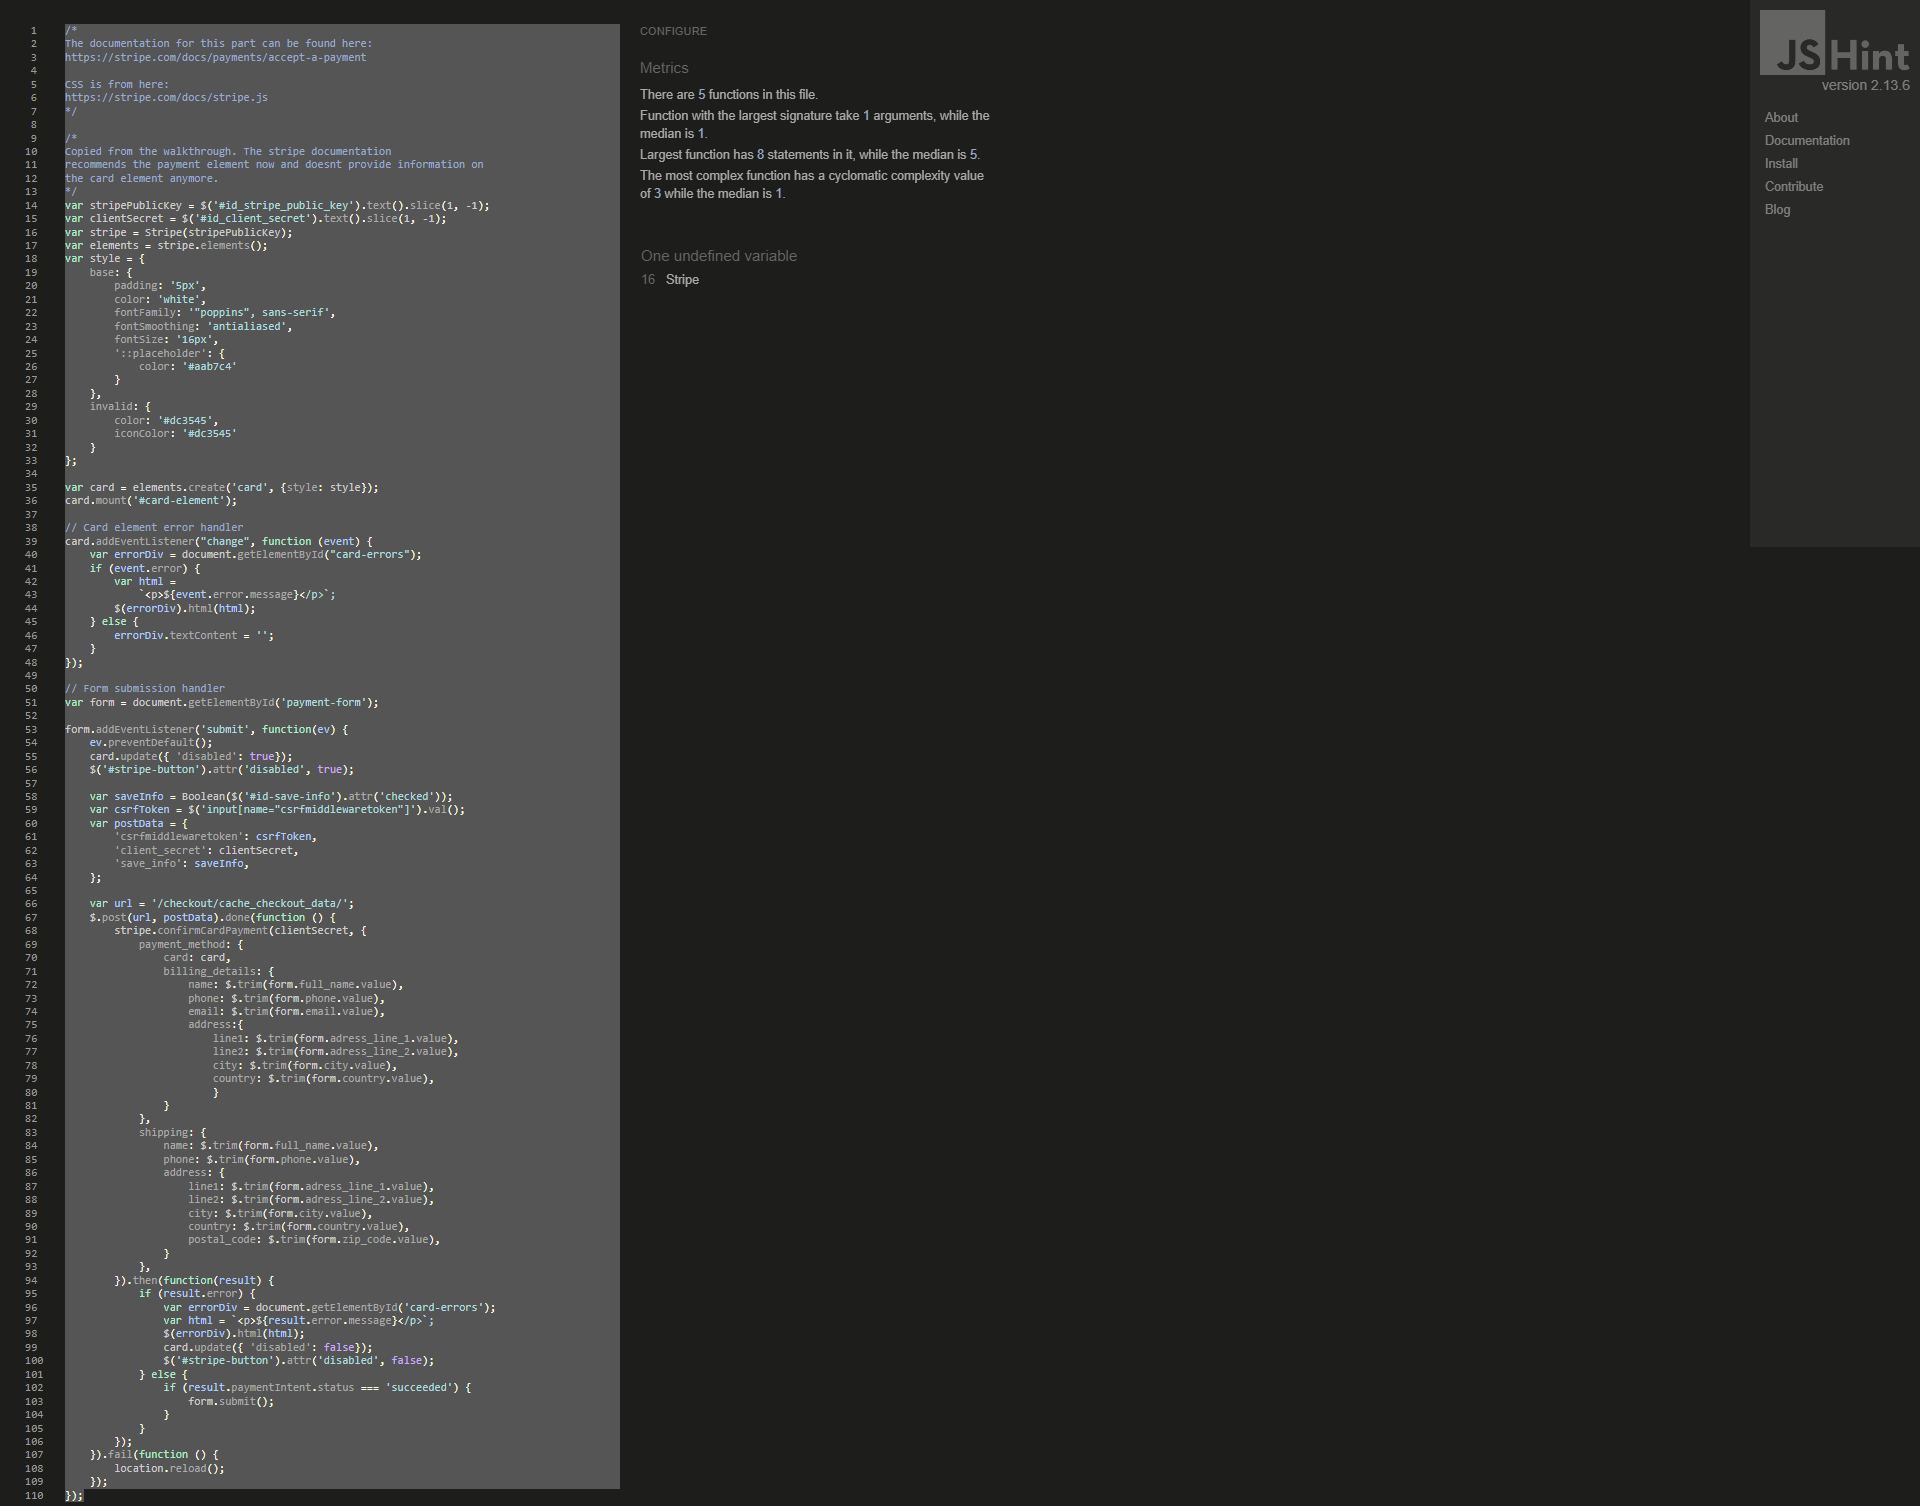 1 /*
2 The documentation for this part can be found here:
3 https://stripe.com/docs/payments/accept-a-payment
4
5 CSS is from here:
6 https://stripe.com/docs/stripe.js
7 */
8
9 /*
10 Copied from the walkthrough. The stripe documentation
11 recommends the payment element now and doesnt provide information on
12 the card element anymore.
13 */
14 var stripePublicKey = $('#id_stripe_public_key').text().slice(1, -1);
15 var clientSecret = $('#id_client_secret').text().slice(1, -1);
16 var stripe = Stripe(stripePublicKey);
17 var elements = stripe.elements();
18 var style = {
19     base: {
20         padding: '5px',
21         color: 'white',
22         fontFamily: '"poppins", sans-serif',
23         fontSmoothing: 'antialiased',
24         fontSize: '16px',
25         '::placeholder': {
26             color: '#aab7c4'
27         }
28     },
29     invalid: {
30         color: '#dc3545',
31         iconColor: '#dc3545'
32     }
33 };
34
35 var card = elements.create('card', {style: style});
36 card.mount('#card-element');
37
38 // Card element error handler
39 card.addEventListener("change", function (event) {
40     var errorDiv = document.getElementById("card-errors");
41     if (event.error) {
42         var html =
43             `<p>${event.error.message}</p>`;
44         $(errorDiv).html(html);
45     } else {
46         errorDiv.textContent = '';
47     }
48 });
49
50 // Form submission handler
51 var form = document.getElementById('payment-form');
52
53 form.addEventListener('submit', function(ev) {
54     ev.preventDefault();
55     card.update({ 'disabled': true});
56     $('#stripe-button').attr('disabled', true);
57
58     var saveInfo = Boolean($('#id-save-info').attr('checked'));
59     var csrfToken = $('input[name="csrfmiddlewaretoken"]').val();
60     var postData = {
61         'csrfmiddlewaretoken': csrfToken,
62         'client_secret': clientSecret,
63         'save_info': saveInfo,
64     };
65
66     var url = '/checkout/cache_checkout_data/';
67     $.post(url, postData).done(function () {
68         stripe.confirmCardPayment(clientSecret, {
69             payment_method: {
70                 card: card,
71                 billing_details: {
72                     name: $.trim(form.full_name.value),
73                     phone: $.trim(form.phone.value),
74                     email: $.trim(form.email.value),
75                     address:{
76                         line1: $.trim(form.adress_line_1.value),
77                         line2: $.trim(form.adress_line_2.value),
78                         city: $.trim(form.city.value),
79                         country: $.trim(form.country.value),
80                         }
81                 }
82             },
83             shipping: {
84                 name: $.trim(form.full_name.value),
85                 phone: $.trim(form.phone.value),
86                 address: {
87                     line1: $.trim(form.adress_line_1.value),
88                     line2: $.trim(form.adress_line_2.value),
89                     city: $.trim(form.city.value),
90                     country: $.trim(form.country.value),
91                     postal_code: $.trim(form.zip_code.value),
92                 }
93             },
94         }).then(function(result) {
95             if (result.error) {
96                 var errorDiv = document.getElementById('card-errors');
97                 var html = `<p>${result.error.message}</p>`;
98                 $(errorDiv).html(html);
99                 card.update({ 'disabled': false});
100                 $('#stripe-button').attr('disabled', false);
101             } else {
102                 if (result.paymentIntent.status === 'succeeded') {
103                     form.submit();
104                 }
105             }
106         });
107     }).fail(function () {
108         location.reload();
109     });
110 });
CONFIGURE
Metrics
There are 5 functions in this file.
Function with the largest signature take 1 arguments, while the
median is 1.
Largest function has 8 statements in it, while the median is 5.
The most complex function has a cyclomatic complexity value
of 3 while the median is 1.
One undefined variable
16 Stripe
JSHint
version 2.13.6
About
Documentation
Install
Contribute
Blog